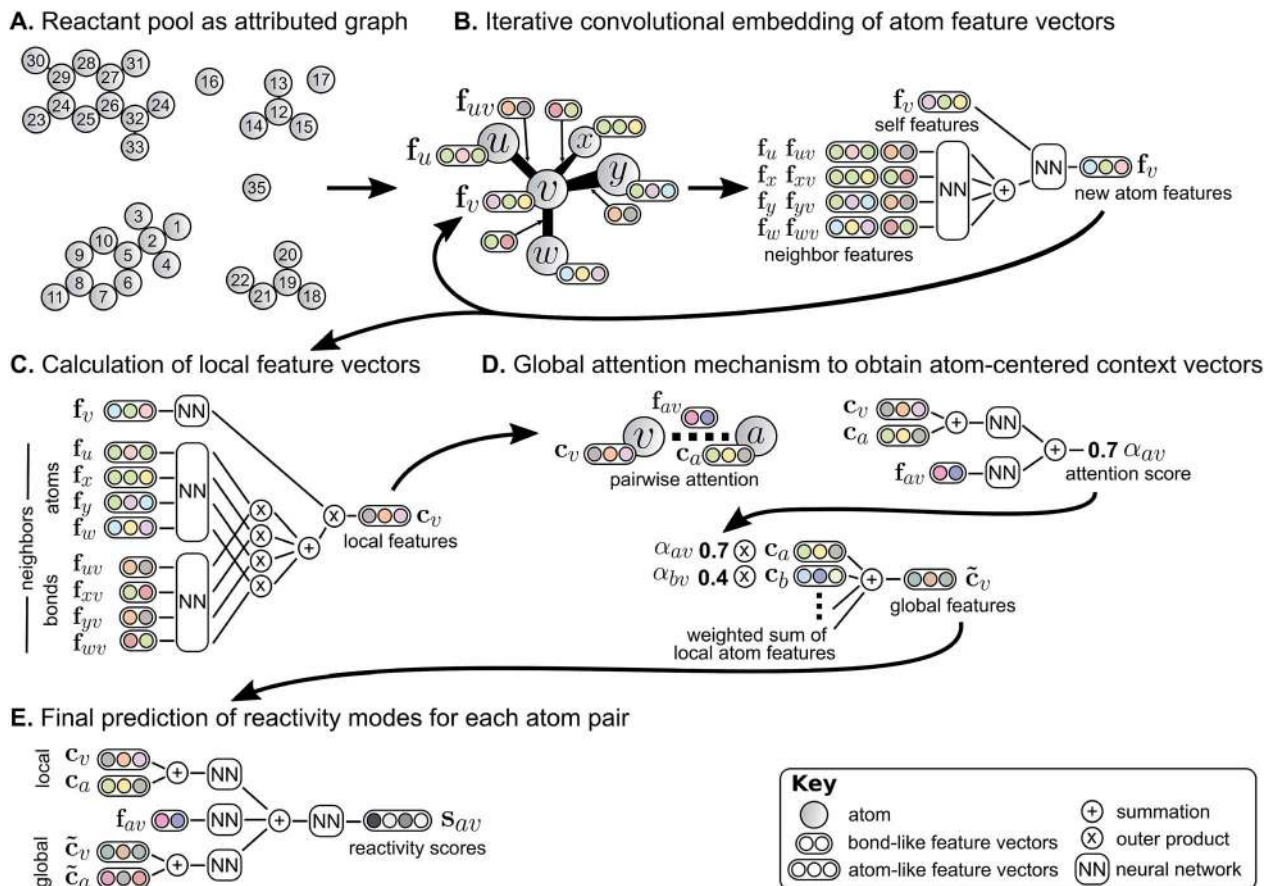 A. Reactant pool as attributed graph
30 28 31
29 27
24 26 24
23 25 32
33
16 13 17
12
14 15
35
3 1
10 2
9 5 4
8 6
11 7
20
22 19
21 18
B. Iterative convolutional embedding of atom feature vectors
f_uv
u x
f_u y
f_v v
w
f_v
self features
f_u f_uv
f_x f_xv
f_y f_yv
f_w f_wv
neighbor features
NN + NN f_v
new atom features
C. Calculation of local feature vectors
f_v NN
neighbors
atoms
f_u
f_x
f_y
f_w
NN
bonds
f_uv
f_xv
f_yv
f_wv
NN
x
x
x
x
+
x c_v
local features
D. Global attention mechanism to obtain atom-centered context vectors
f_av
v a
c_v c_a
pairwise attention
c_v
c_a + NN
f_av NN
+ 0.7 α_av
attention score
α_av 0.7 x c_a
α_bv 0.4 x c_b
+ c̃_v
global features
weighted sum of
local atom features
E. Final prediction of reactivity modes for each atom pair
local
c_v
c_a + NN
f_av NN + NN s_av
reactivity scores
global
c̃_v
c̃_a + NN
Key
atom
bond-like feature vectors
atom-like feature vectors
+ summation
x outer product
NN neural network